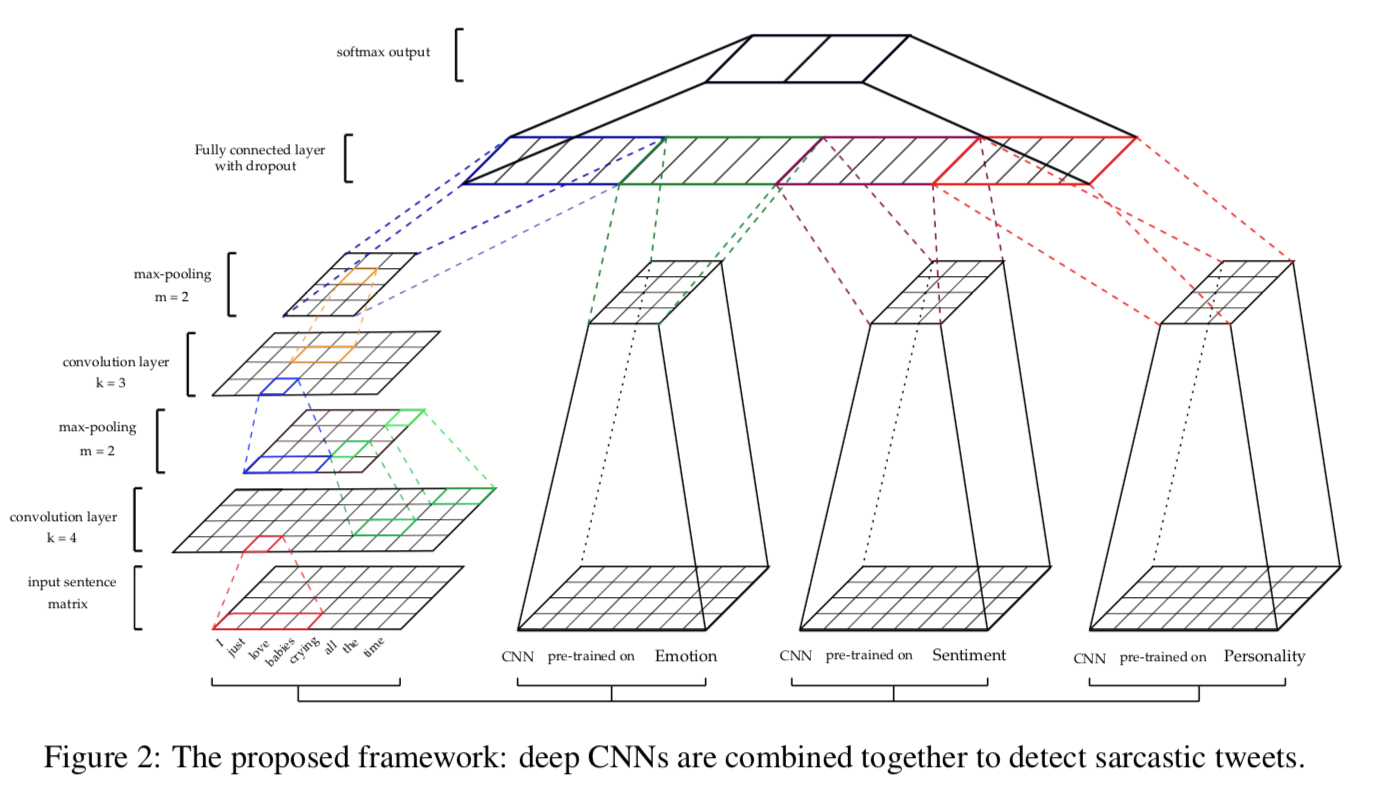 softmax output
Fully connected layer
with dropout
max-pooling
m = 2
convolution layer
k = 3
max-pooling
m = 2
convolution layer
k = 4
input sentence
matrix
I
just
love
babies
crying
all
the
time
CNN pre-trained on Emotion
CNN pre-trained on Sentiment
CNN pre-trained on Personality
Figure 2: The proposed framework: deep CNNs are combined together to detect sarcastic tweets.